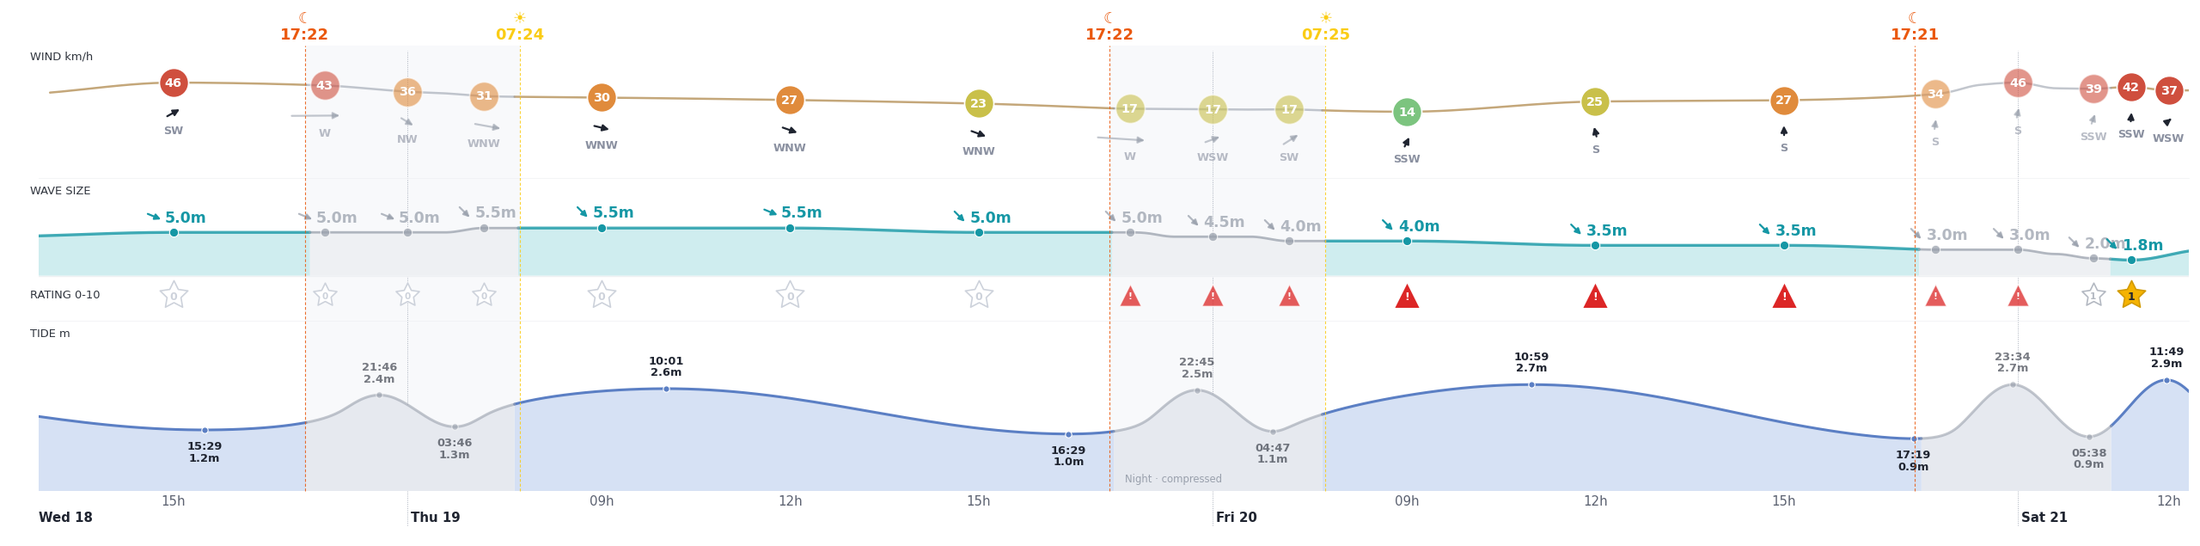 ☾ ☀ ☾ ☀ ☾
17:22 07:24 17:22 07:25 17:21
WIND km/h
46 43 36 31 30 27 23 17 17 17 14 25 27 34 46 39 42 37
SW W NW WNW WNW WNW WNW W WSW SW SSW S S S S SSW SSW WSW
WAVE SIZE
5.0m 5.0m 5.0m 5.5m 5.5m 5.5m 5.0m 5.0m 4.5m 4.0m 4.0m 3.5m 3.5m 3.0m 3.0m 2.0m 1.8m
RATING 0-10
0 0 0 0 0 0 0 ! ! ! ! ! ! ! ! 1 1
TIDE m
21:46 10:01 22:45 10:59 23:34 11:49
2.4m 2.6m 2.5m 2.7m 2.7m 2.9m
15:29 03:46 16:29 04:47 17:19 05:38
1.2m 1.3m 1.0m 1.1m 0.9m 0.9m
Night · compressed
15h 09h 12h 15h 09h 12h 15h 12h
Wed 18 Thu 19 Fri 20 Sat 21